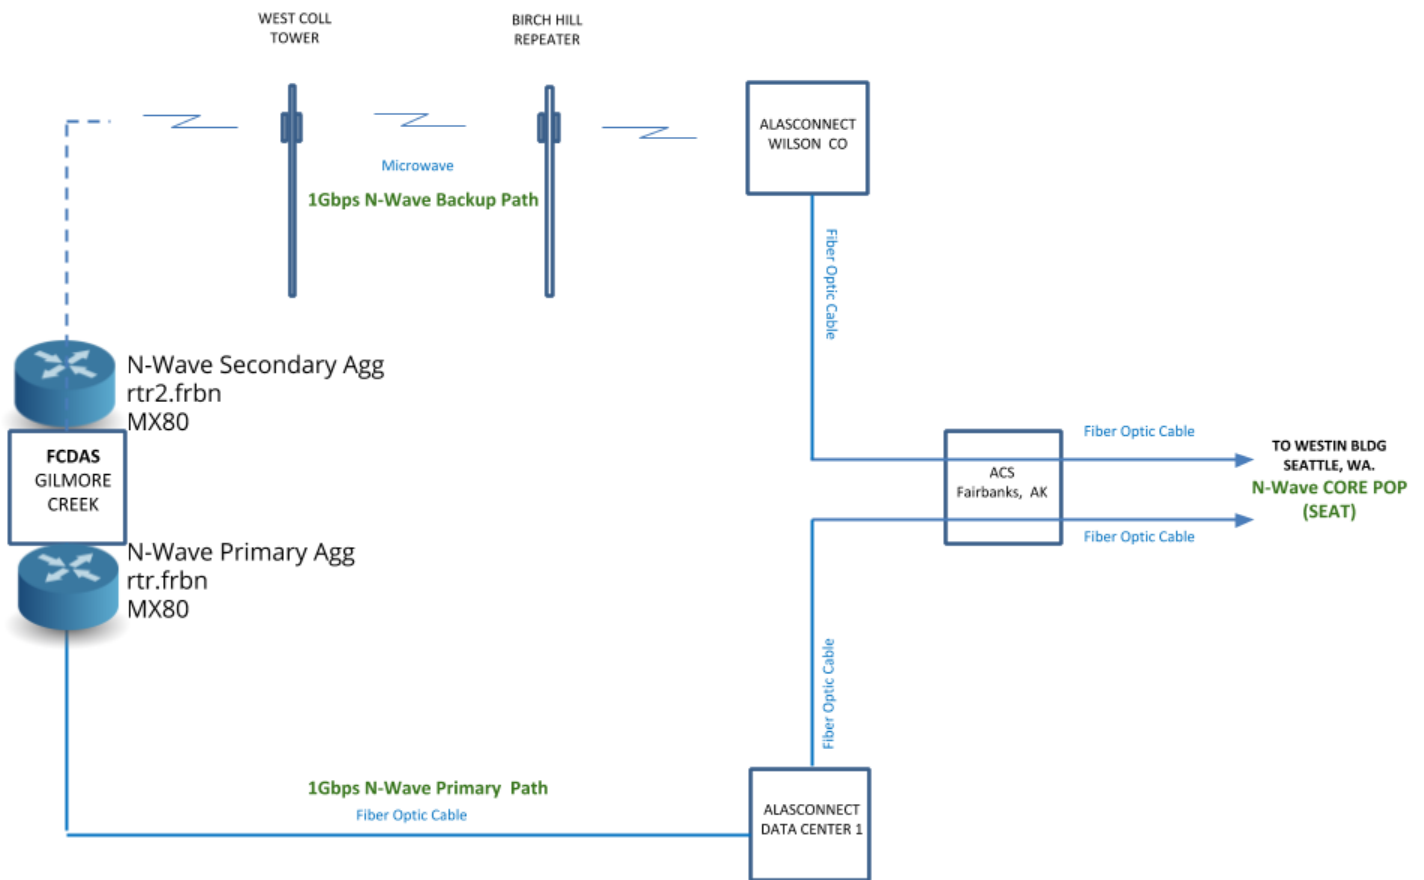 WEST COLL
TOWER
BIRCH HILL
REPEATER
ALASCONNECT
WILSON CO
Microwave
1Gbps N-Wave Backup Path
Fiber Optic Cable
N-Wave Secondary Agg
rtr2.frbn
MX80
FCDAS
GILMORE
CREEK
N-Wave Primary Agg
rtr.frbn
MX80
Fiber Optic Cable
ACS
Fairbanks, AK
TO WESTIN BLDG
SEATTLE, WA.
N-Wave CORE POP
(SEAT)
Fiber Optic Cable
Fiber Optic Cable
1Gbps N-Wave Primary Path
Fiber Optic Cable
ALASCONNECT
DATA CENTER 1